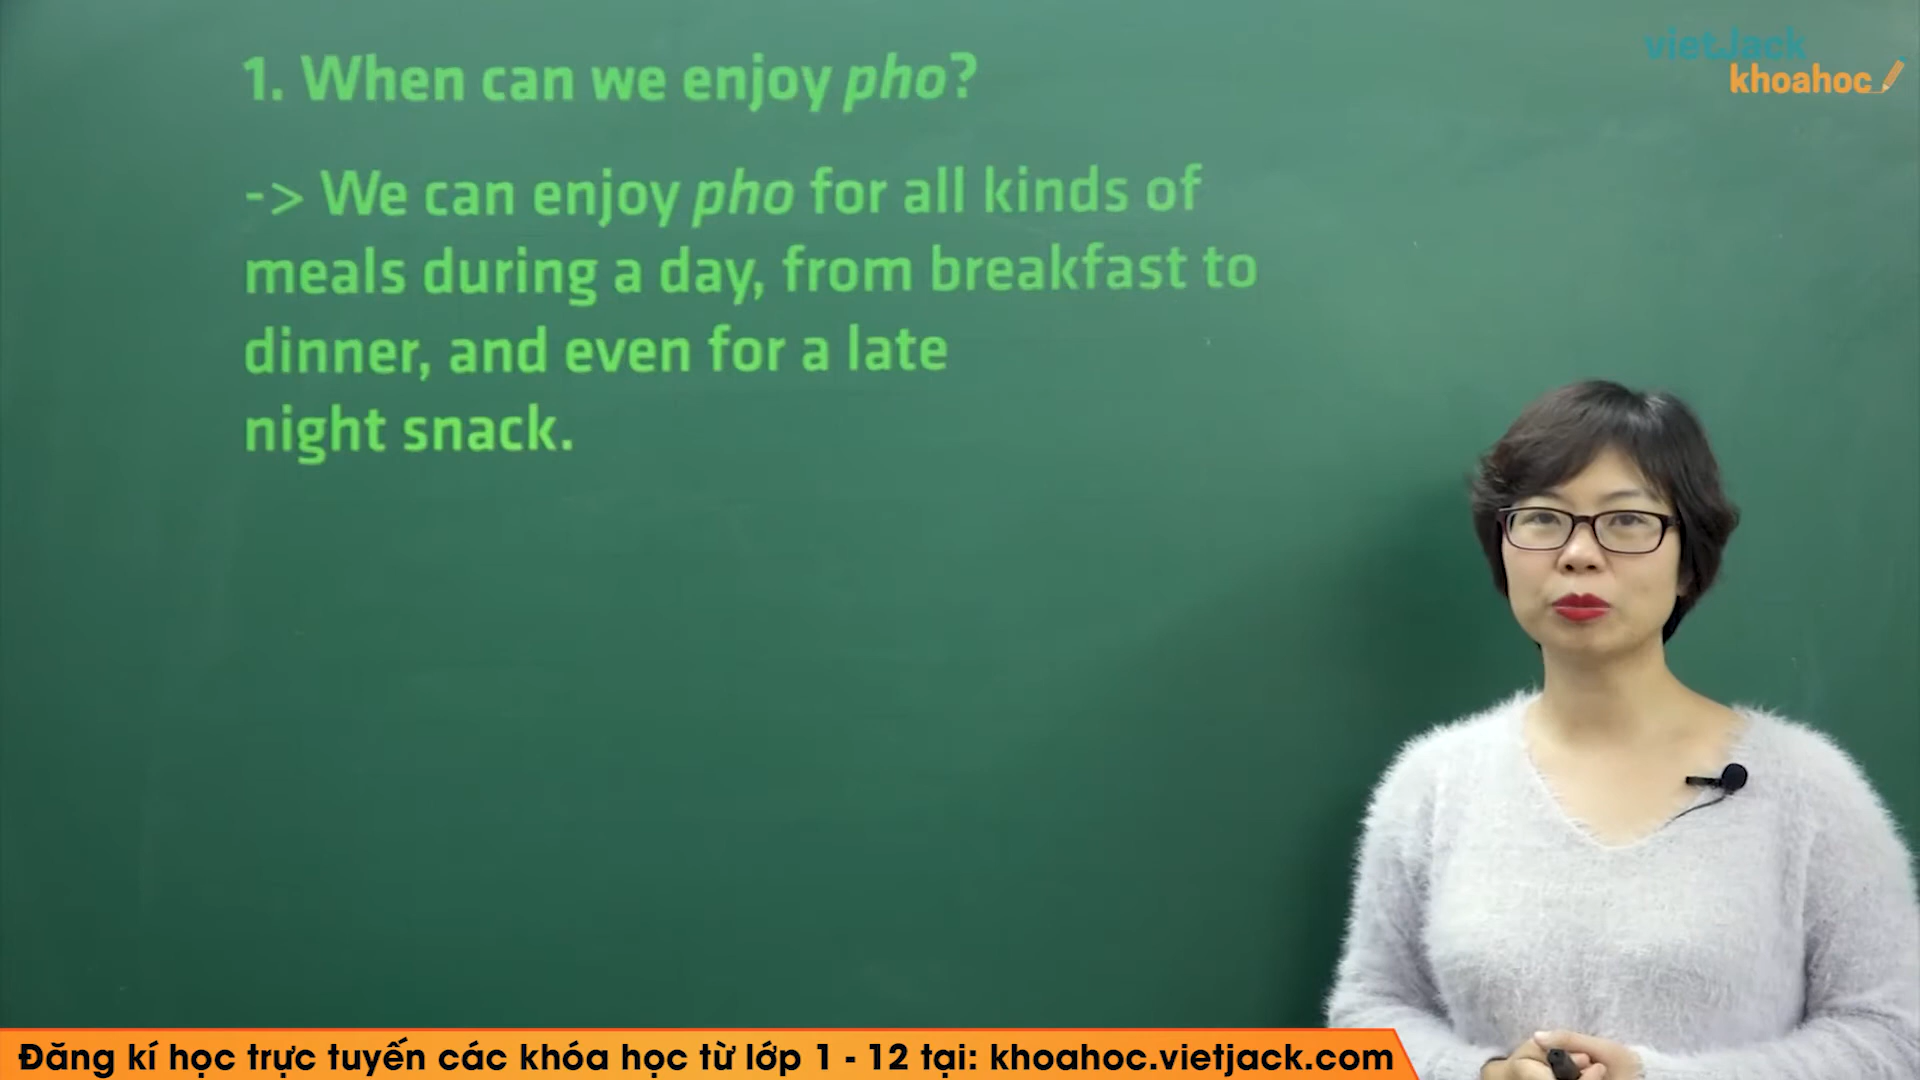 vietJack
khoahoc
1. When can we enjoy pho?
-> We can enjoy pho for all kinds of
meals during a day, from breakfast to
dinner, and even for a late
night snack.
Đăng kí học trực tuyến các khóa học từ lớp 1 - 12 tại: khoahoc.vietjack.com